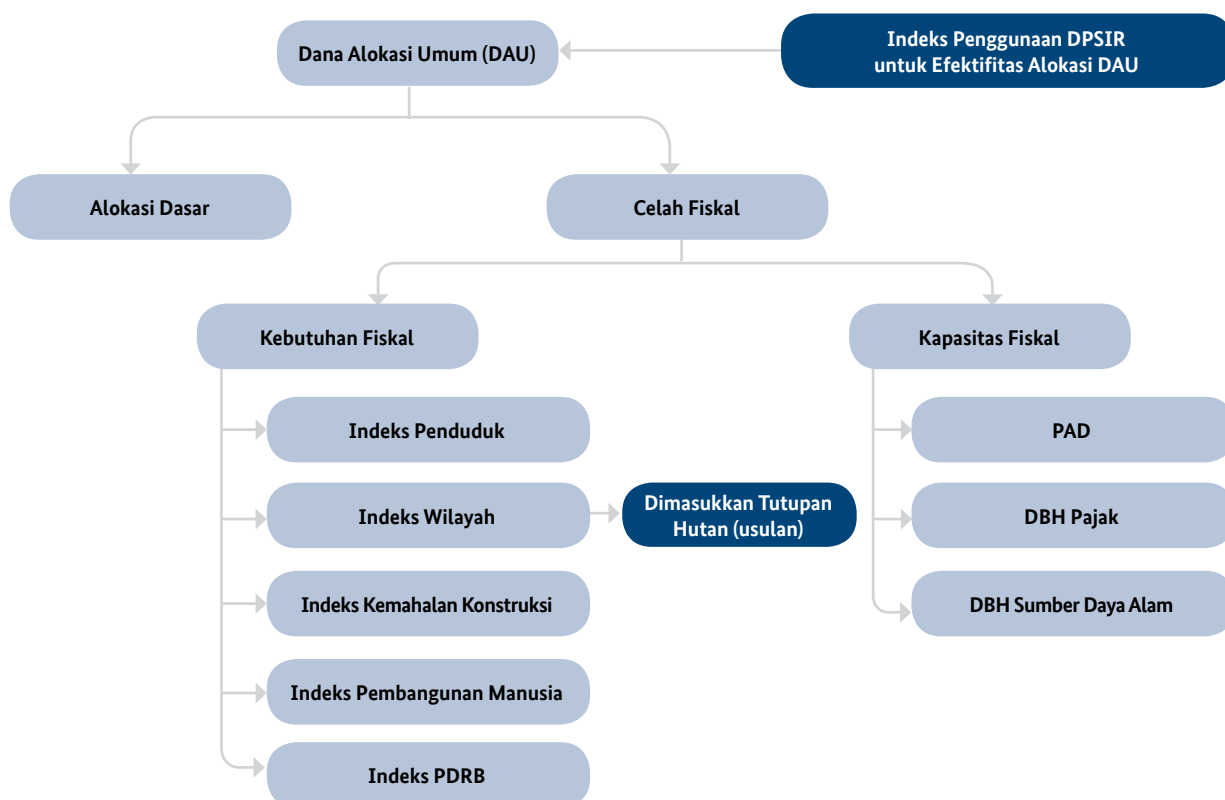 Dana Alokasi Umum (DAU)
Indeks Penggunaan DPSIR
untuk Efektifitas Alokasi DAU
Alokasi Dasar
Celah Fiskal
Kebutuhan Fiskal
Kapasitas Fiskal
Indeks Penduduk
PAD
Indeks Wilayah
Dimasukkan Tutupan
Hutan (usulan)
DBH Pajak
Indeks Kemahalan Konstruksi
DBH Sumber Daya Alam
Indeks Pembangunan Manusia
Indeks PDRB